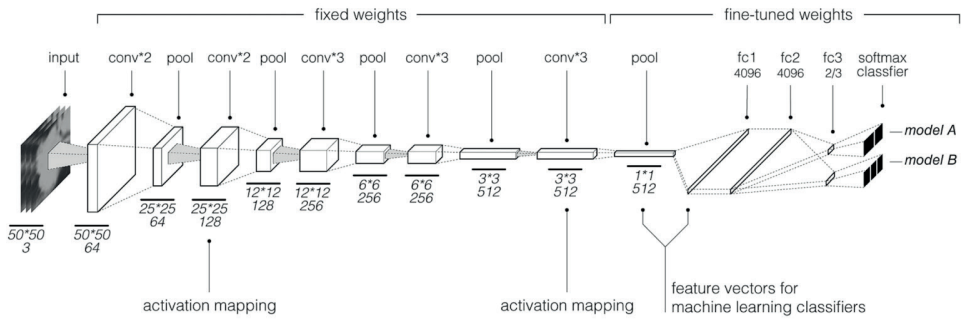 fixed weights
fine-tuned weights
input
conv*2
pool
conv*2
pool
conv*3
pool
conv*3
pool
conv*3
pool
fc1
4096
fc2
4096
fc3
2/3
softmax
classfier
model A
model B
50*50
3
50*50
64
25*25
64
25*25
128
12*12
128
12*12
256
6*6
256
6*6
256
3*3
512
3*3
512
1*1
512
activation mapping
activation mapping
feature vectors for
machine learning classifiers